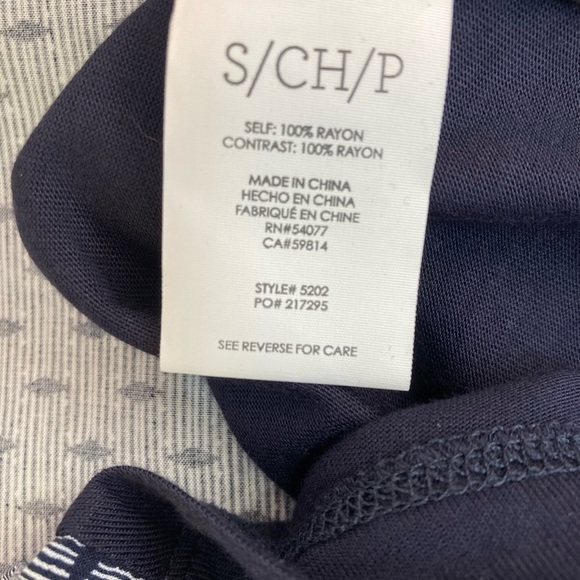 S/CH/P
SELF: 100% RAYON
CONTRAST: 100% RAYON
MADE IN CHINA
HECHO EN CHINA
FABRIQUÉ EN CHINE
RN#54077
CA#59814
STYLE# 5202
PO# 217295
SEE REVERSE FOR CARE